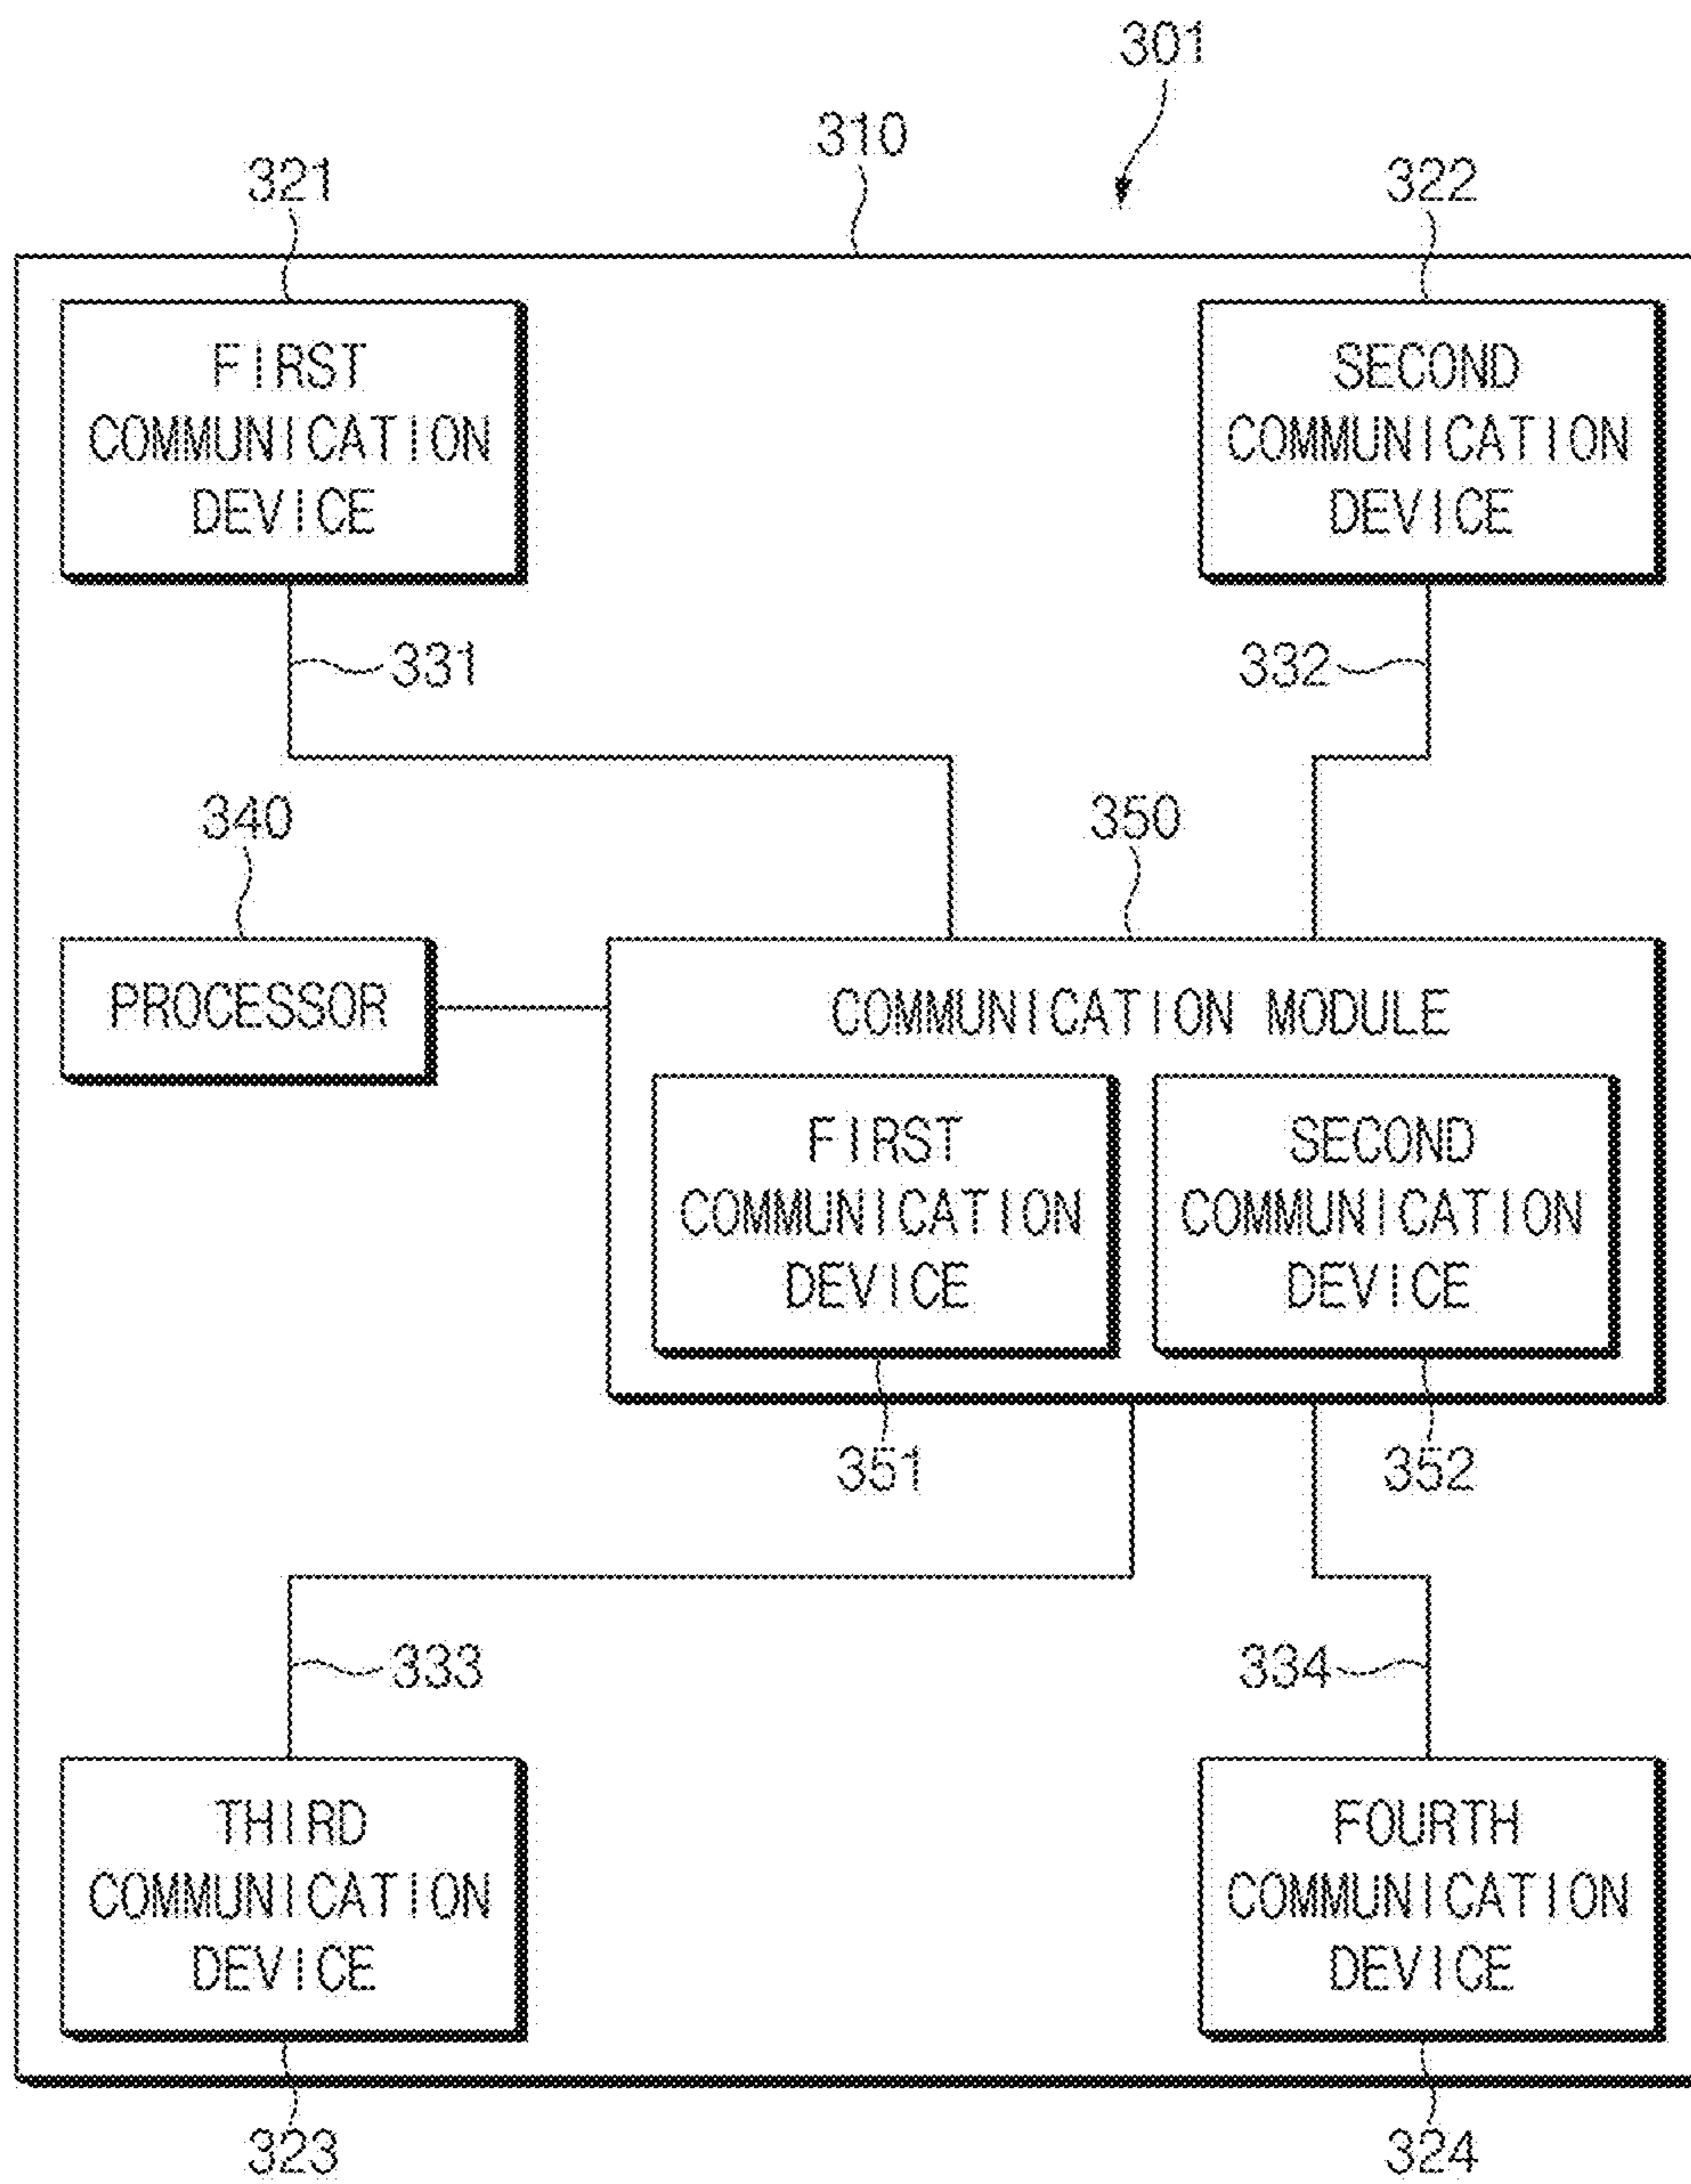 301
310
321
322
FIRST
COMMUNICATION
DEVICE
SECOND
COMMUNICATION
DEVICE
331
332
340
350
PROCESSOR
COMMUNICATION MODULE
FIRST
COMMUNICATION
DEVICE
SECOND
COMMUNICATION
DEVICE
351
352
333
334
THIRD
COMMUNICATION
DEVICE
FOURTH
COMMUNICATION
DEVICE
323
324